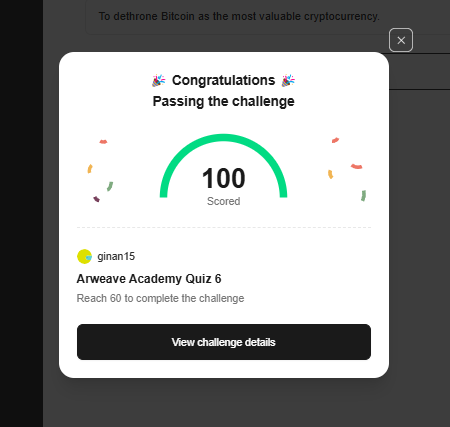 To dethrone Bitcoin as the most valuable cryptocurrency.
🎉 Congratulations 🎉
Passing the challenge
100
Scored
ginan15
Arweave Academy Quiz 6
Reach 60 to complete the challenge
View challenge details